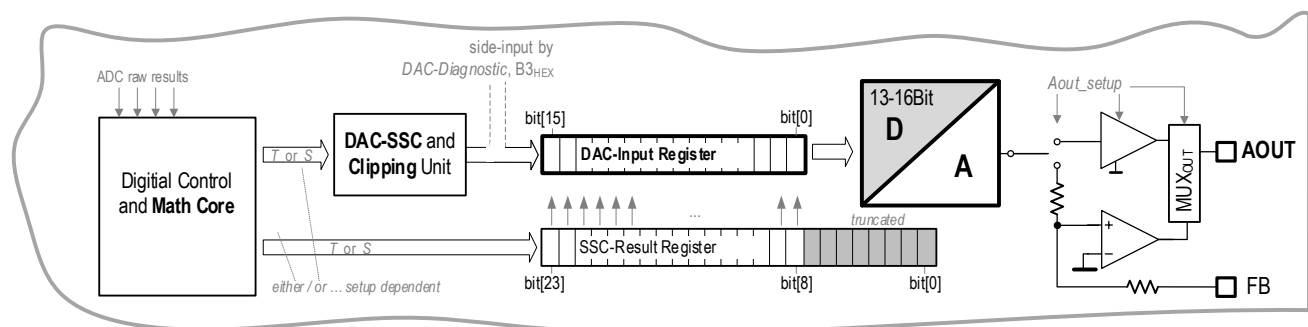 side-input by
DAC-Diagnostic, B3HEX
ADC raw results
Aout_setup
13-16Bit
D
A
bit[15]
bit[0]
T or S
DAC-SSC and
Clipping Unit
DAC-Input Register
AOUT
MUXOUT
Digitial Control
and Math Core
...
truncated
T or S
SSC-Result Register
+
−
bit[23]
bit[8]
bit[0]
either / or ... setup dependent
FB